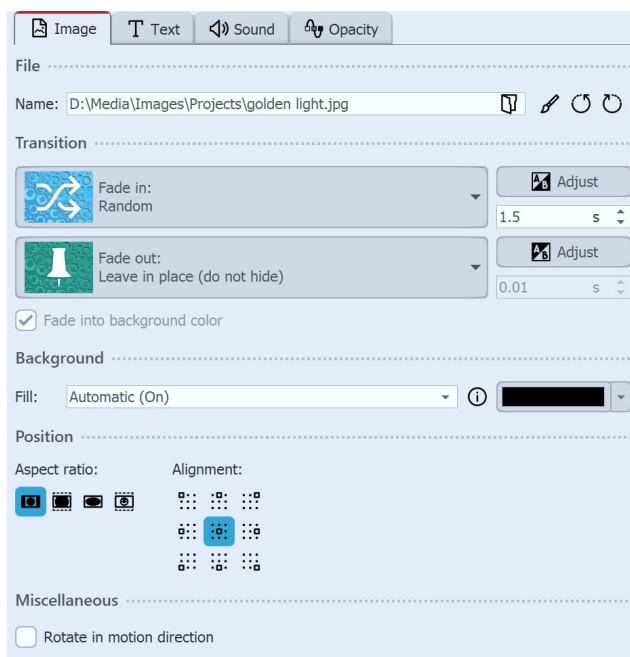 Image Text Sound Opacity
File
Name: D:\Media\Images\Projects\golden light.jpg
Transition
Fade in:
Random
A/B Adjust
1.5 s
Fade out:
Leave in place (do not hide)
A/B Adjust
0.01 s
Fade into background color
Background
Fill: Automatic (On)
Position
Aspect ratio: Alignment:
Miscellaneous
Rotate in motion direction